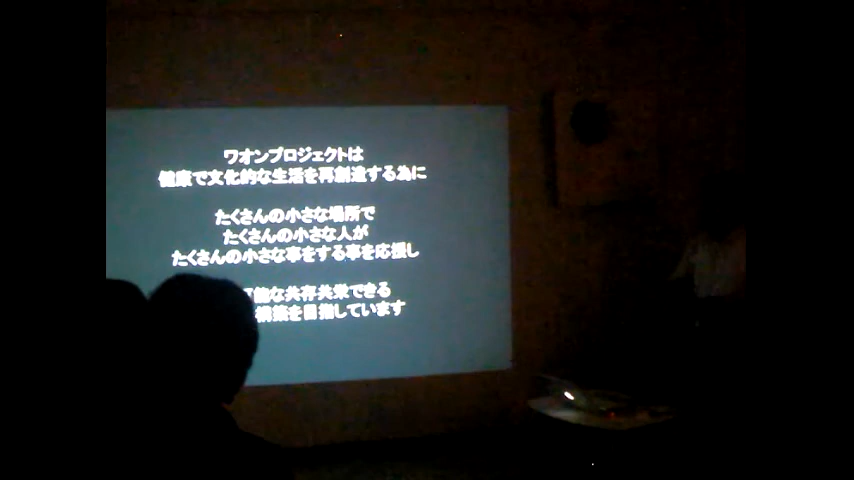 ワオンプロジェクトは
健康で文化的な生活を再創造する為に
たくさんの小さな場所で
たくさんの小さな人が
たくさんの小さな事をする事を応援し
可能な共存共栄できる
構築を目指しています